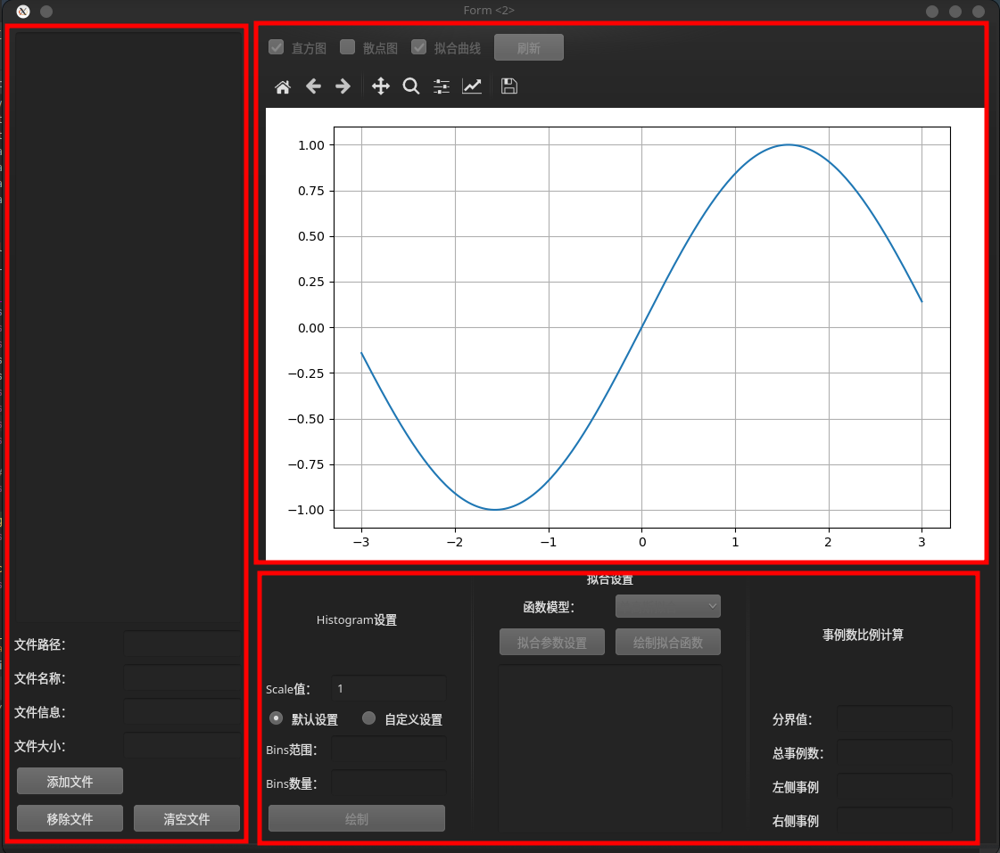 Form <2>
直方图 散点图 拟合曲线 刷新
1.00
0.75
0.50
0.25
0.00
−0.25
−0.50
−0.75
−1.00
−3 −2 −1 0 1 2 3
文件路径:
文件名称:
文件信息:
文件大小:
添加文件
移除文件 清空文件
Histogram设置
Scale值: 1
默认设置 自定义设置
Bins范围:
Bins数量:
绘制
拟合设置
函数模型:
拟合参数设置 绘制拟合函数
事例数比例计算
分界值:
总事例数:
左侧事例
右侧事例